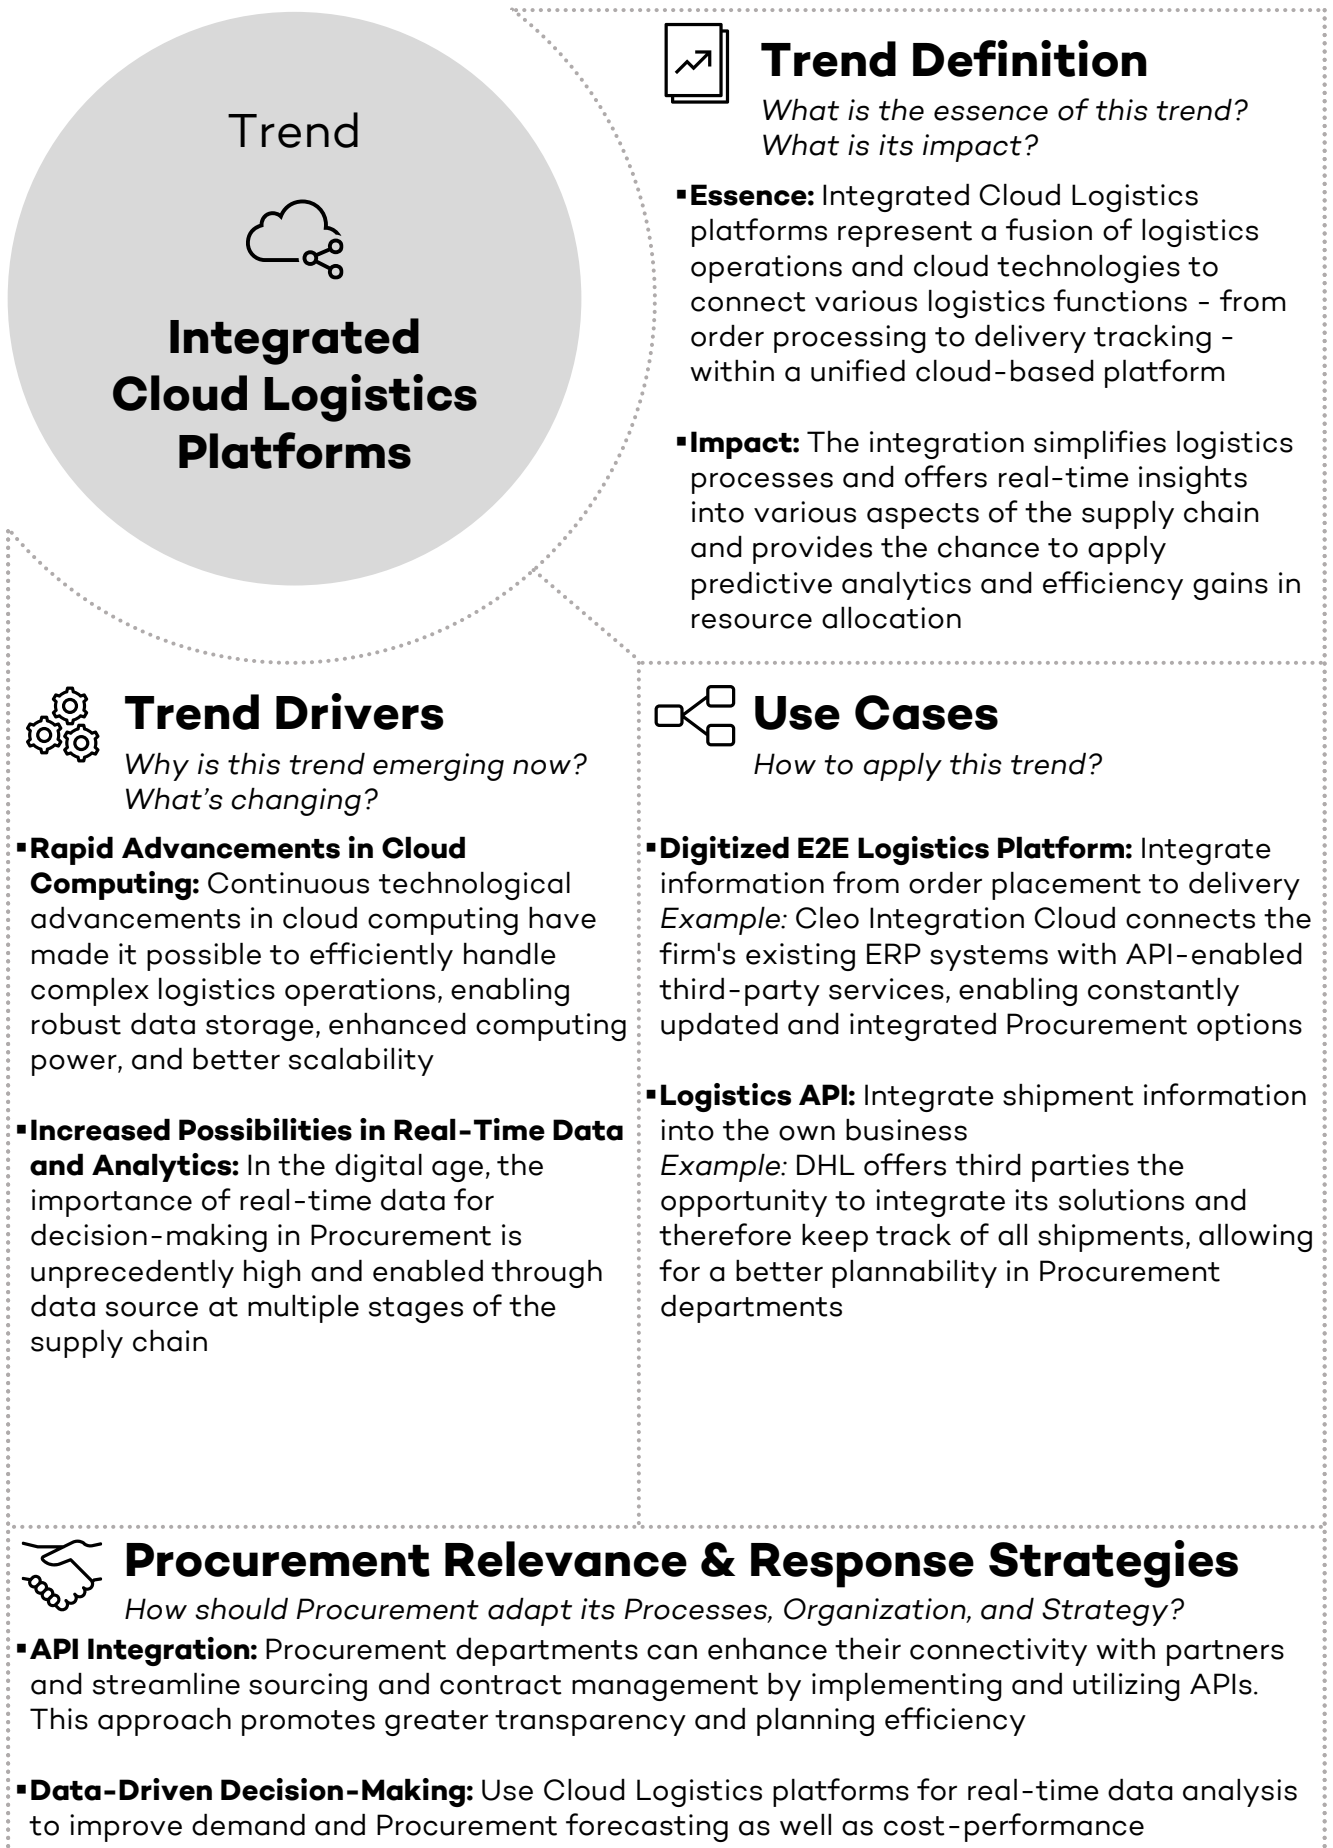 Trend
Integrated
Cloud Logistics
Platforms
Trend Definition
What is the essence of this trend?
What is its impact?
▪Essence: Integrated Cloud Logistics
platforms represent a fusion of logistics
operations and cloud technologies to
connect various logistics functions - from
order processing to delivery tracking -
within a unified cloud-based platform
▪Impact: The integration simplifies logistics
processes and offers real-time insights
into various aspects of the supply chain
and provides the chance to apply
predictive analytics and efficiency gains in
resource allocation
Trend Drivers
Why is this trend emerging now?
What's changing?
▪Rapid Advancements in Cloud
Computing: Continuous technological
advancements in cloud computing have
made it possible to efficiently handle
complex logistics operations, enabling
robust data storage, enhanced computing
power, and better scalability
▪Increased Possibilities in Real-Time Data
and Analytics: In the digital age, the
importance of real-time data for
decision-making in Procurement is
unprecedently high and enabled through
data source at multiple stages of the
supply chain
Use Cases
How to apply this trend?
▪Digitized E2E Logistics Platform: Integrate
information from order placement to delivery
Example: Cleo Integration Cloud connects the
firm's existing ERP systems with API-enabled
third-party services, enabling constantly
updated and integrated Procurement options
▪Logistics API: Integrate shipment information
into the own business
Example: DHL offers third parties the
opportunity to integrate its solutions and
therefore keep track of all shipments, allowing
for a better plannability in Procurement
departments
Procurement Relevance & Response Strategies
How should Procurement adapt its Processes, Organization, and Strategy?
▪API Integration: Procurement departments can enhance their connectivity with partners
and streamline sourcing and contract management by implementing and utilizing APIs.
This approach promotes greater transparency and planning efficiency
▪Data-Driven Decision-Making: Use Cloud Logistics platforms for real-time data analysis
to improve demand and Procurement forecasting as well as cost-performance